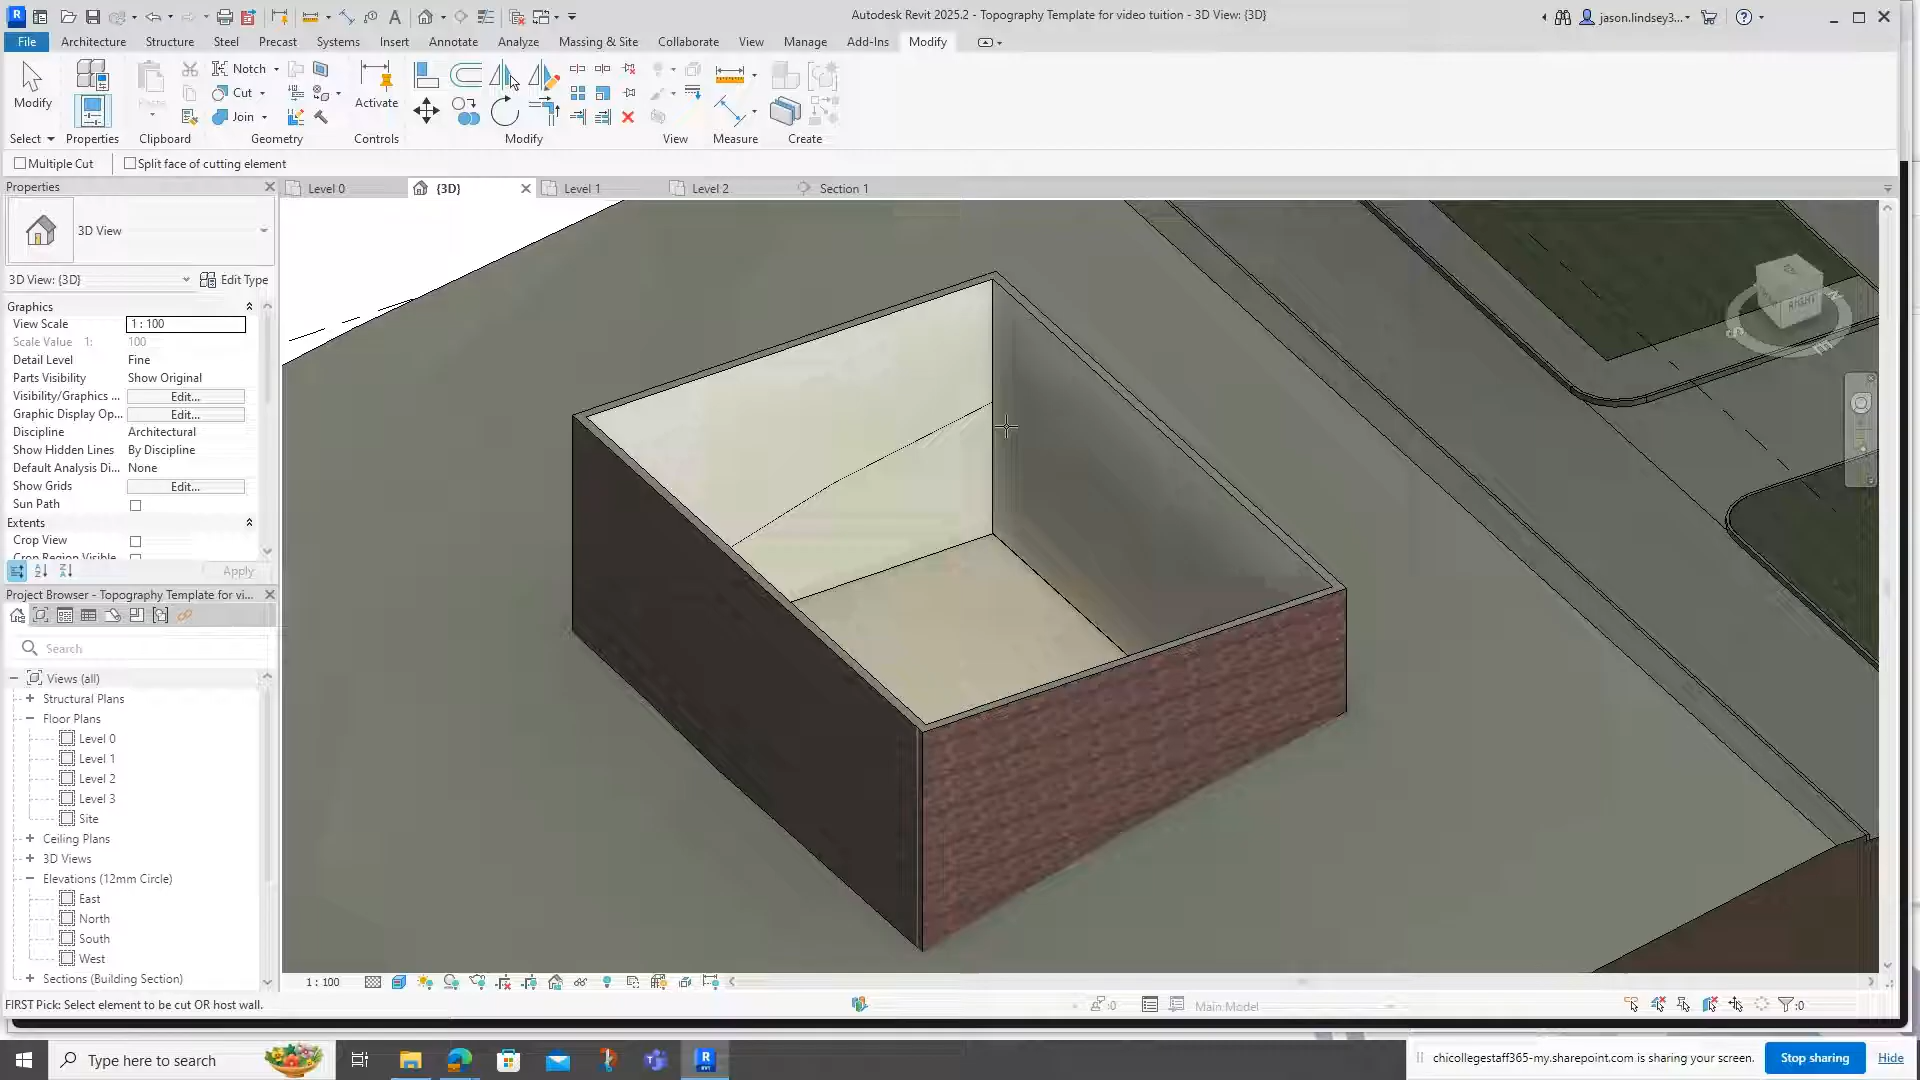 Autodesk Revit 2025.2 - Topography Template for video tuition - 3D View: {3D}
jason.lindsey3...
File Architecture Structure Steel Precast Systems Insert Annotate Analyze Massing & Site Collaborate View Manage Add-Ins Modify
Modify
Notch
Cut
Join
Activate
Select Properties Clipboard Geometry Controls Modify View Measure Create
Multiple Cut Split face of cutting element
Properties
Level 0 {3D} Level 1 Level 2 Section 1
3D View
3D View: {3D} Edit Type
Graphics
View Scale 1 : 100
Scale Value 1: 100
Detail Level Fine
Parts Visibility Show Original
Visibility/Graphics ... Edit...
Graphic Display Op... Edit...
Discipline Architectural
Show Hidden Lines By Discipline
Default Analysis Di... None
Show Grids Edit...
Sun Path
Extents
Crop View
Crop Region Visible
Apply
RIGHT
Project Browser - Topography Template for vi...
Search
Views (all)
Structural Plans
Floor Plans
Level 0
Level 1
Level 2
Level 3
Site
Ceiling Plans
3D Views
Elevations (12mm Circle)
East
North
South
West
Sections (Building Section)
1 : 100
FIRST Pick: Select element to be cut OR host wall.
:0
Main Model
:0
Type here to search
chicollegestaff365-my.sharepoint.com is sharing your screen.
Stop sharing
Hide